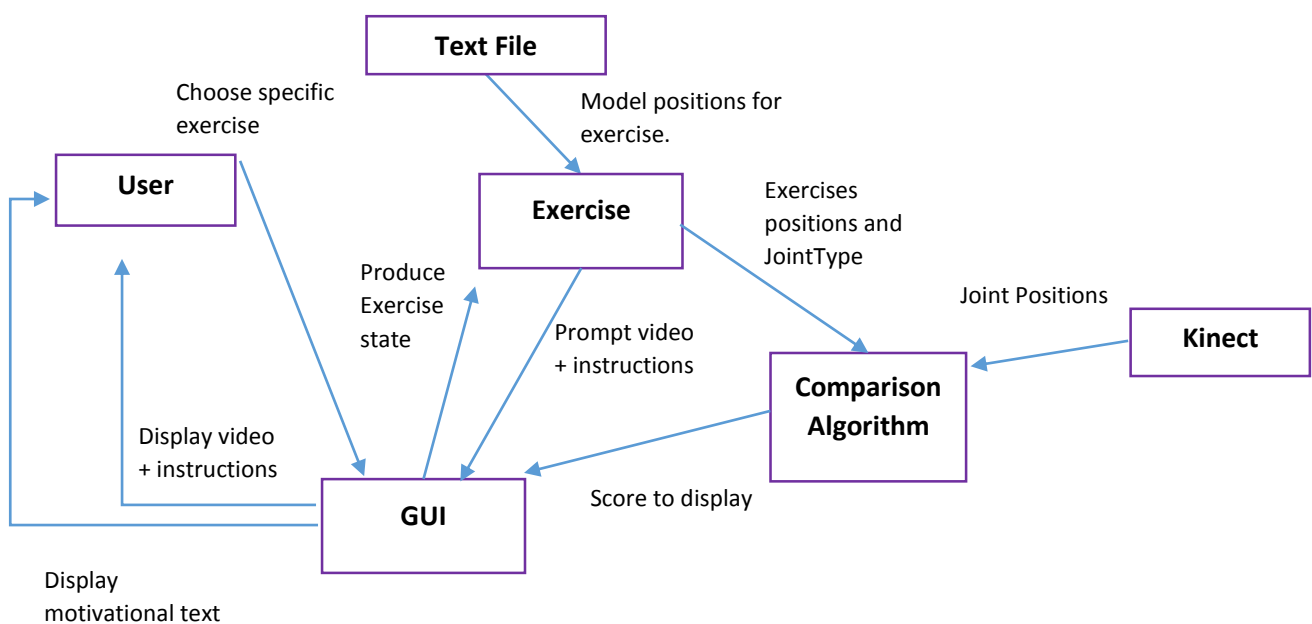 Text File
Choose specific
exercise
Model positions for
exercise.
User
Exercise
Exercises
positions and
JointType
Produce
Exercise
state
Joint Positions
Prompt video
+ instructions
Kinect
Comparison
Algorithm
Display video
+ instructions
Score to display
GUI
Display
motivational text